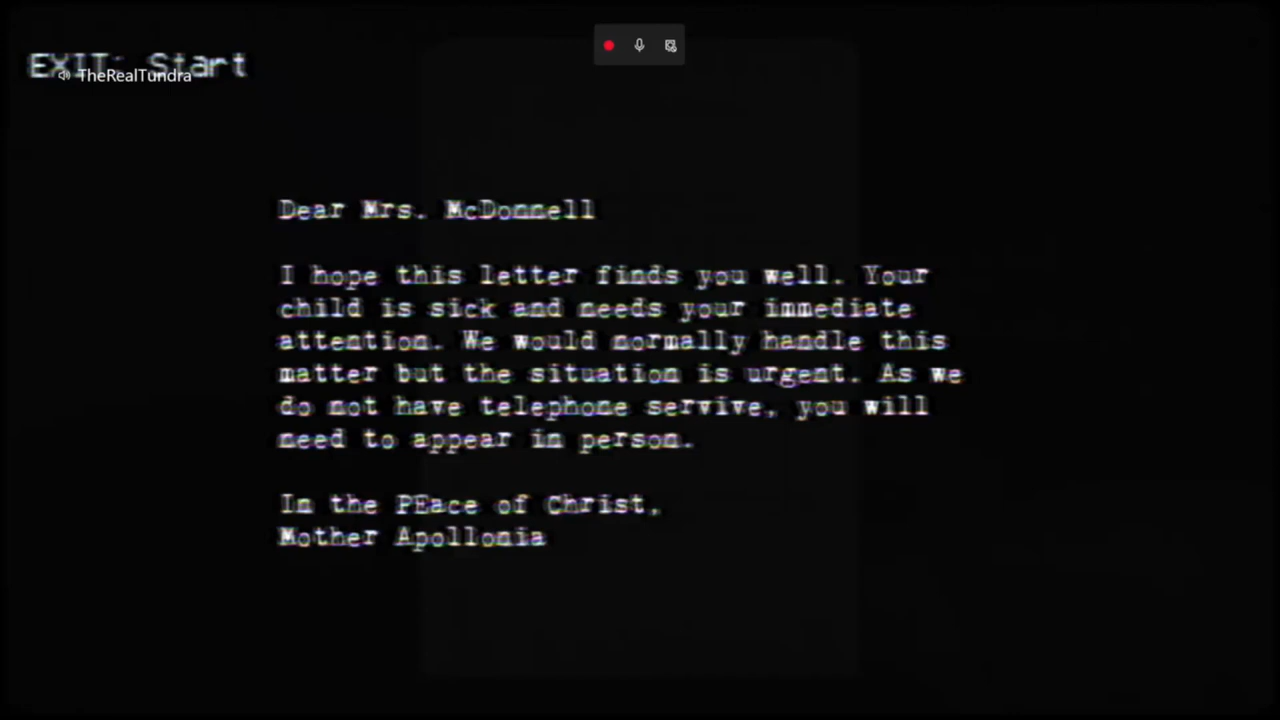 EXIT: Start
TheRealTundra
Dear Mrs. McDonnell
I hope this letter finds you well. Your
child is sick and needs your immediate
attention. We would normally handle this
matter but the situation is urgent. As we
do not have telephone servive, you will
need to appear in person.
In the PEace of Christ,
Mother Apollonia